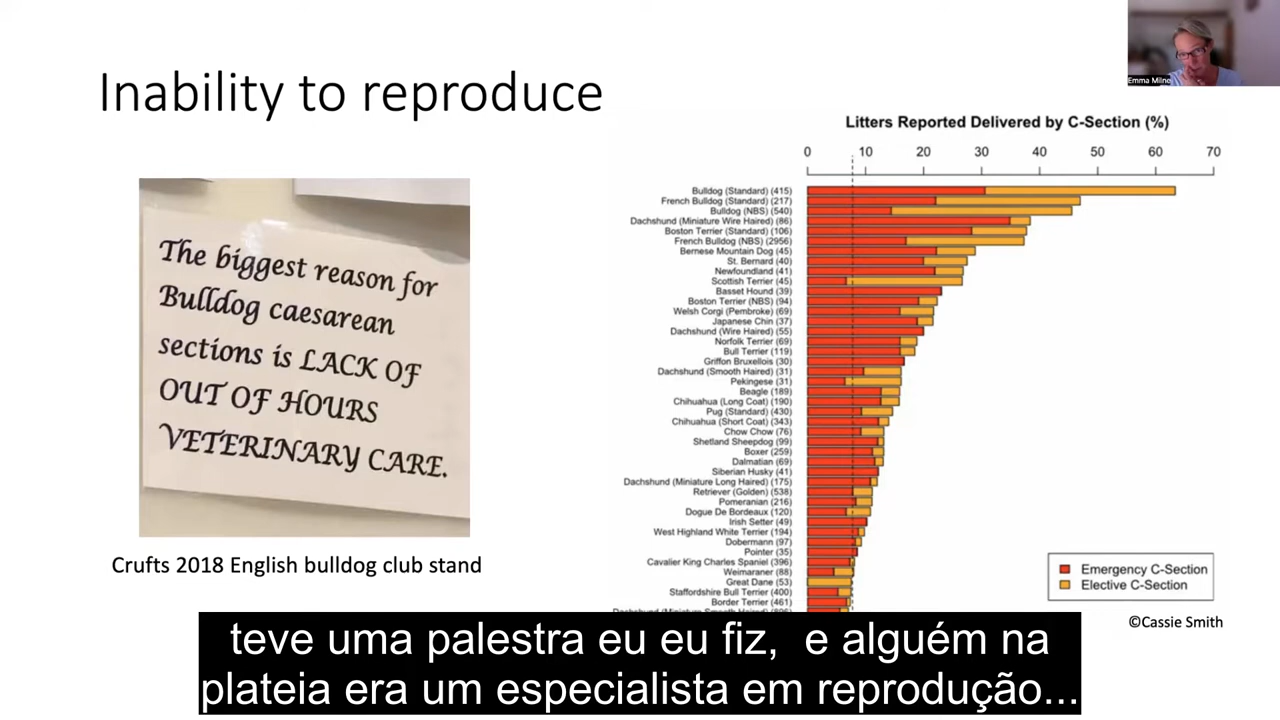 Inability to reproduce
Emma Milne
The biggest reason for
Bulldog caesarean
sections is LACK OF
OUT OF HOURS
VETERINARY CARE.
Crufts 2018 English bulldog club stand
Litters Reported Delivered by C-Section (%)
0 10 20 30 40 50 60 70
Bulldog (Standard) (415)
French Bulldog (Standard) (217)
Bulldog (NBS) (540)
Dachshund (Miniature Wire Haired) (86)
Boston Terrier (Standard) (106)
French Bulldog (NBS) (2956)
Bernese Mountain Dog (45)
St. Bernard (40)
Newfoundland (41)
Scottish Terrier (45)
Basset Hound (39)
Boston Terrier (NBS) (94)
Welsh Corgi (Pembroke) (69)
Japanese Chin (37)
Dachshund (Wire Haired) (55)
Norfolk Terrier (69)
Bull Terrier (119)
Griffon Bruxellois (30)
Dachshund (Smooth Haired) (31)
Pekingese (31)
Beagle (189)
Chihuahua (Long Coat) (190)
Pug (Standard) (430)
Chihuahua (Short Coat) (343)
Chow Chow (76)
Shetland Sheepdog (99)
Boxer (259)
Dalmatian (69)
Siberian Husky (41)
Dachshund (Miniature Long Haired) (175)
Retriever (Golden) (538)
Pomeranian (216)
Dogue De Bordeaux (120)
Irish Setter (49)
West Highland White Terrier (194)
Dobermann (97)
Pointer (35)
Cavalier King Charles Spaniel (396)
Weimaraner (88)
Great Dane (53)
Staffordshire Bull Terrier (400)
Border Terrier (461)
Emergency C-Section
Elective C-Section
©Cassie Smith
teve uma palestra eu eu fiz, e alguém na
plateia era um especialista em reprodução...